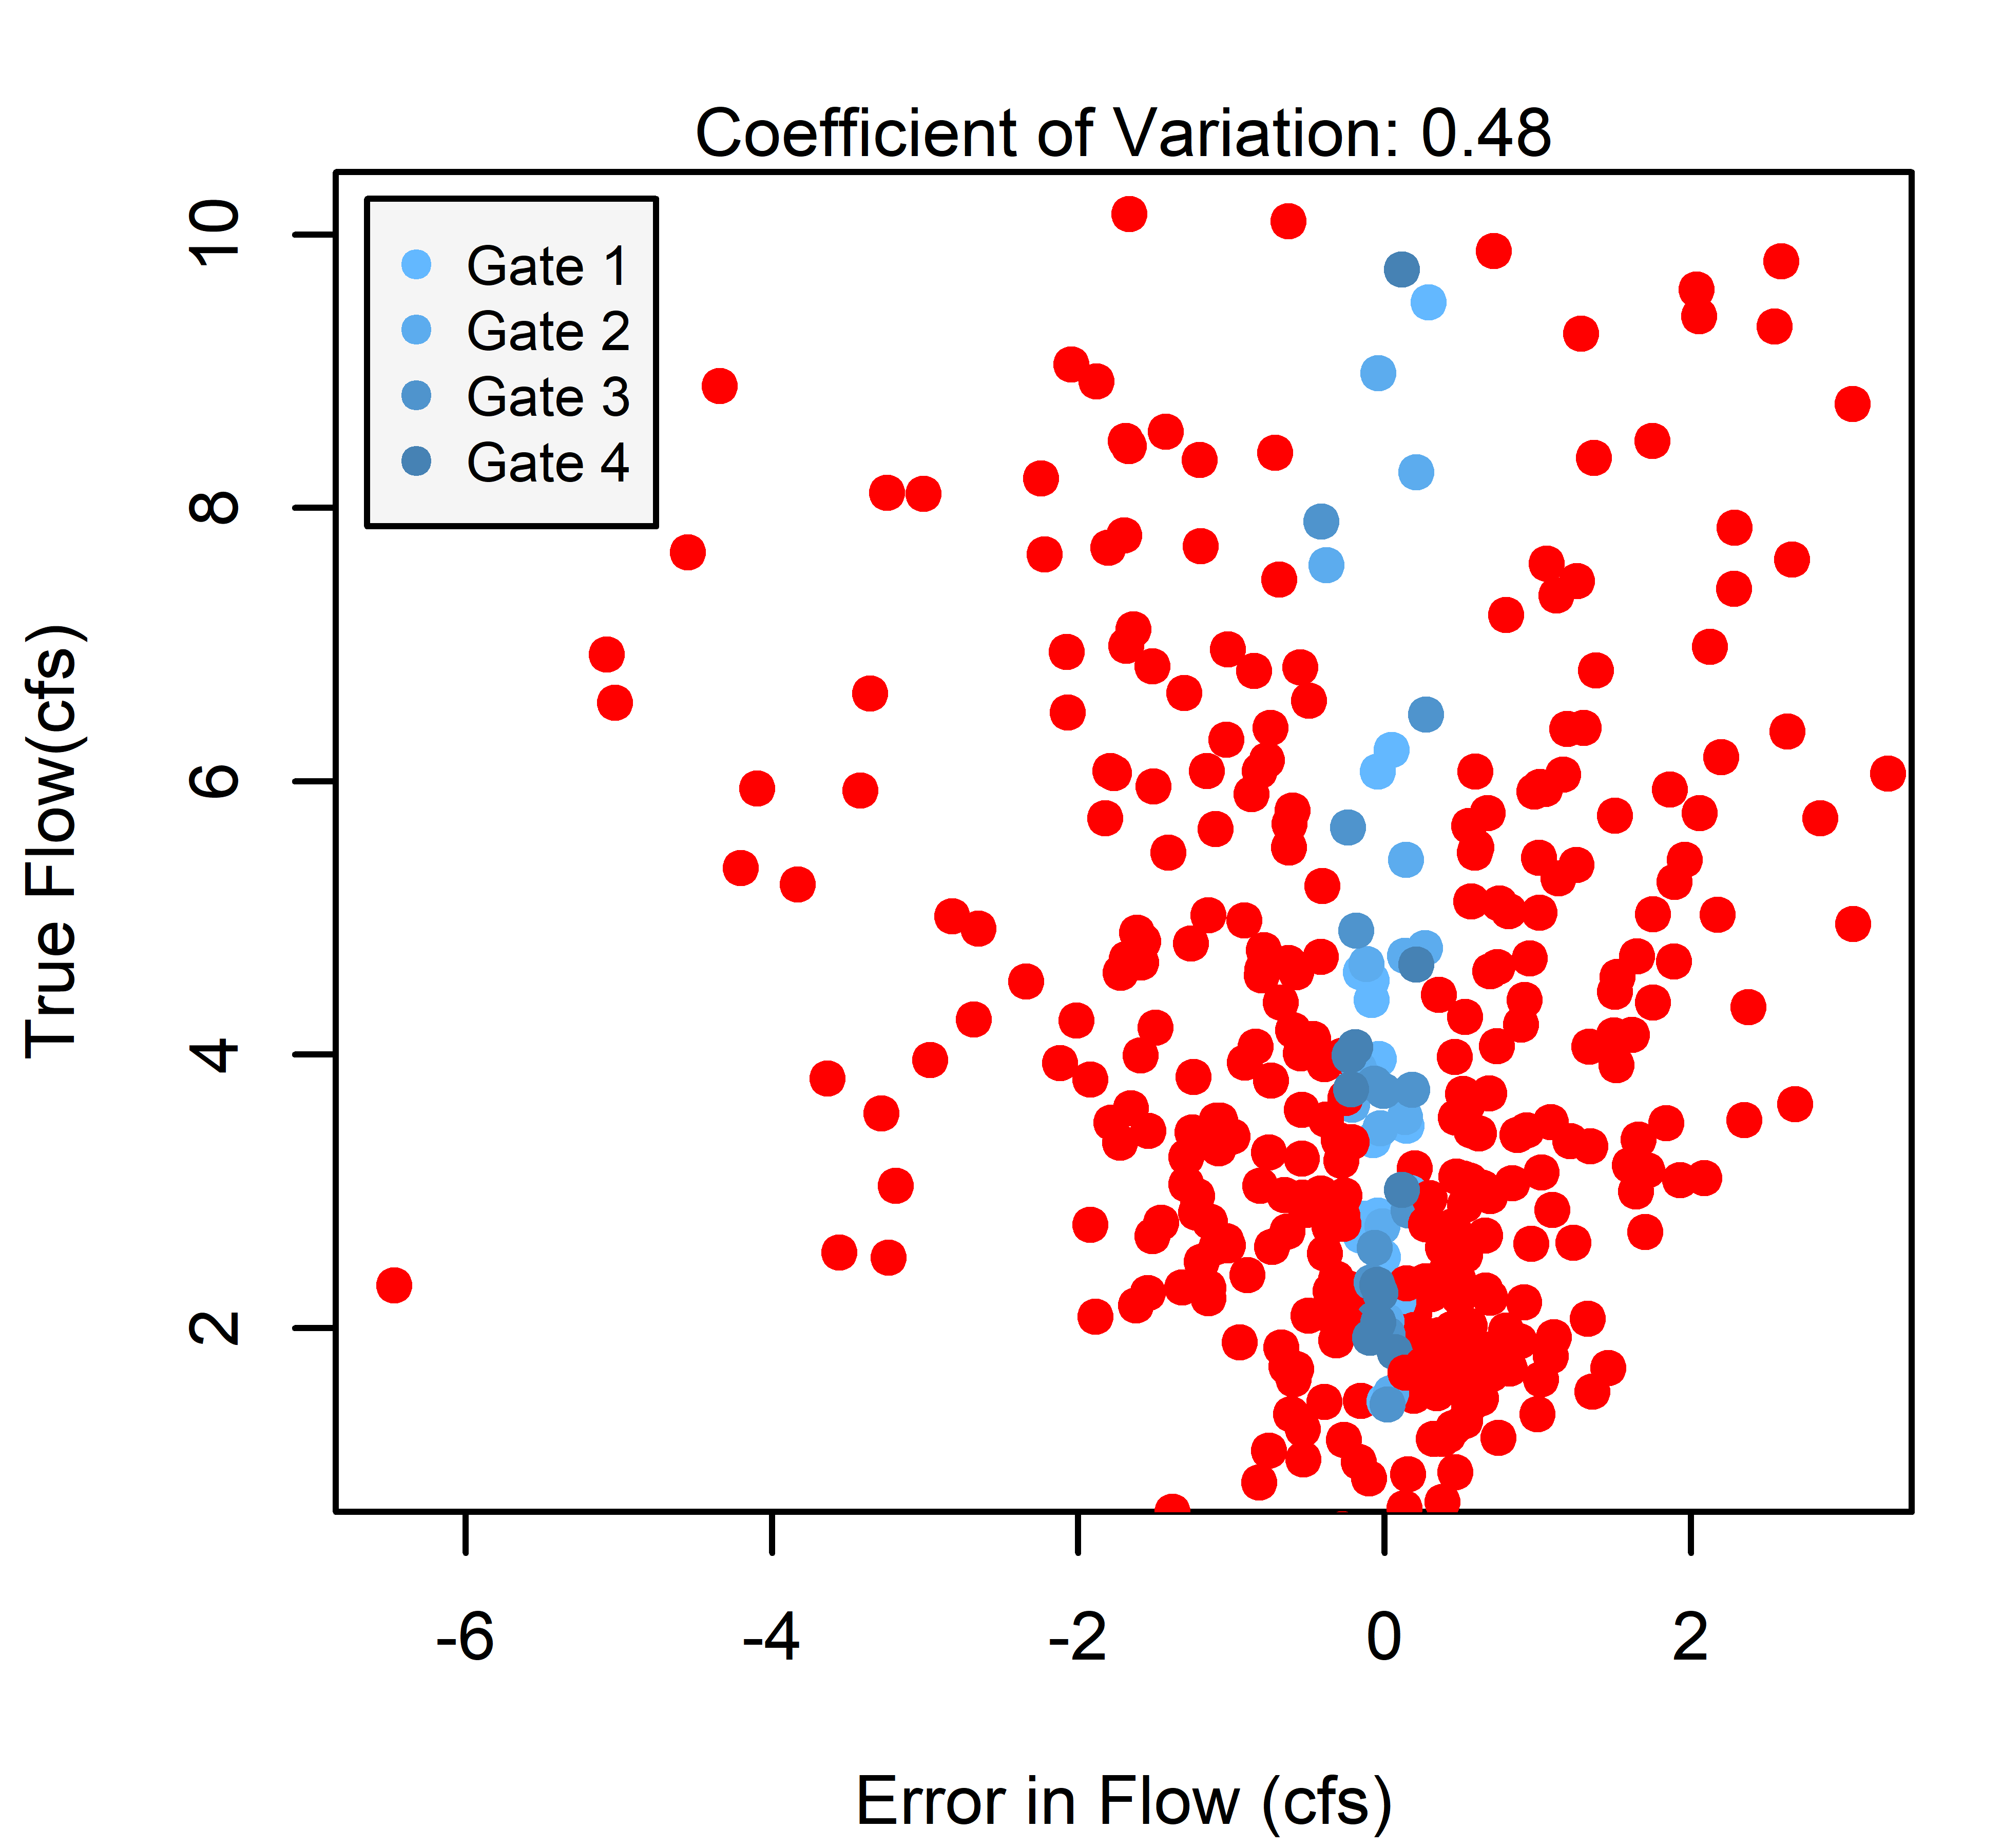 Coefficient of Variation: 0.48
Gate 1
Gate 2
Gate 3
Gate 4
10
8
6
4
2
True Flow(cfs)
-6 -4 -2 0 2
Error in Flow (cfs)